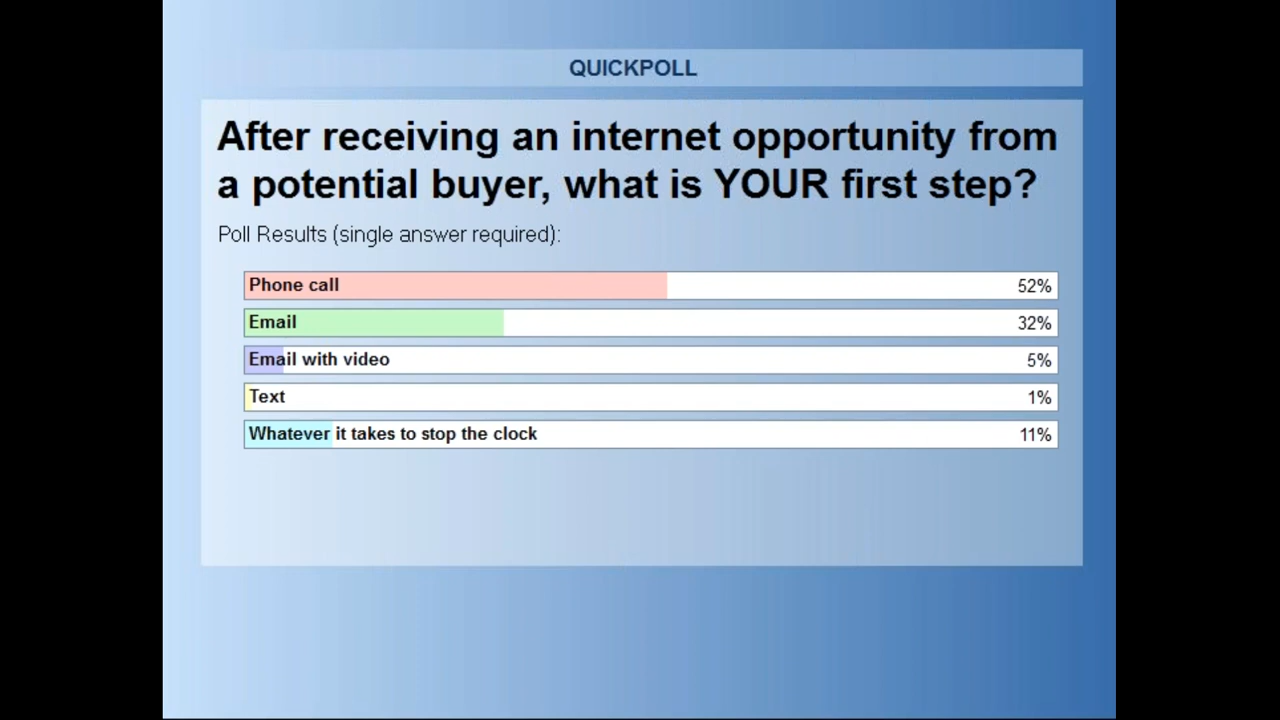 QUICKPOLL
After receiving an internet opportunity from
a potential buyer, what is YOUR first step?
Poll Results (single answer required):
Phone call 52%
Email 32%
Email with video 5%
Text 1%
Whatever it takes to stop the clock 11%